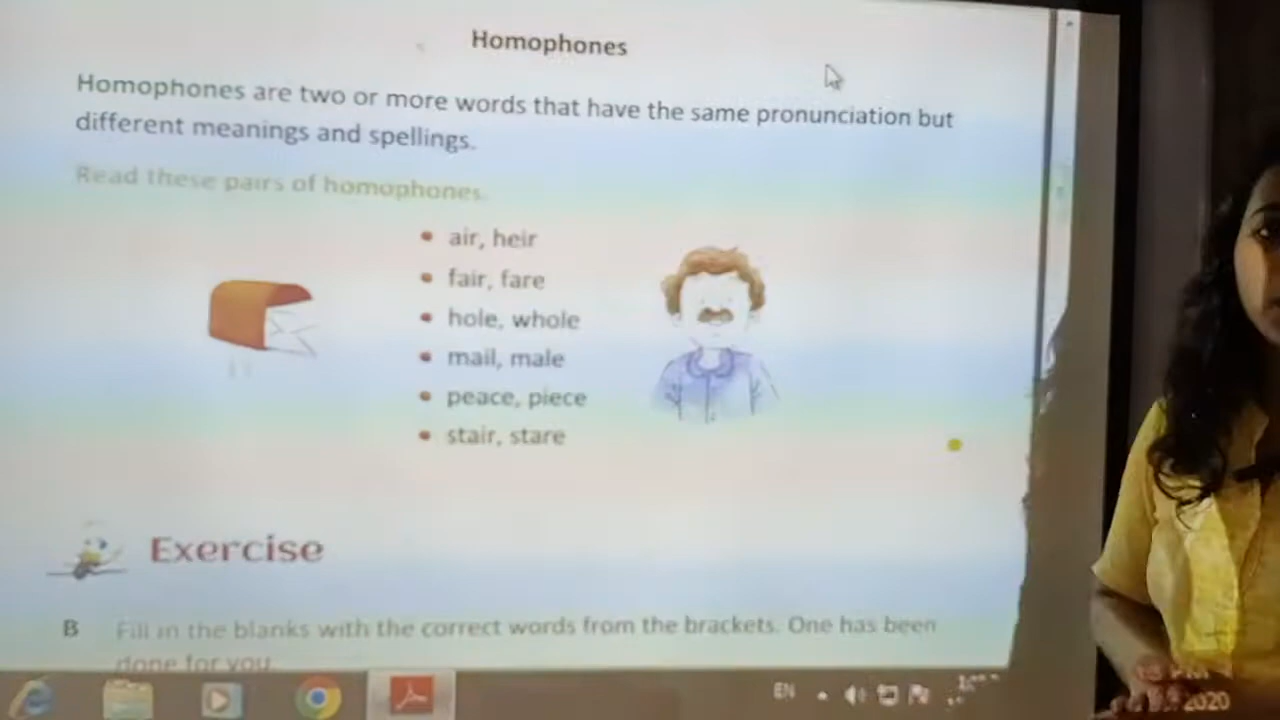 Homophones
Homophones are two or more words that have the same pronunciation but
different meanings and spellings.
Read these pairs of homophones.
• air, heir
• fair, fare
• hole, whole
• mail, male
• peace, piece
• stair, stare
Exercise
B Fill in the blanks with the correct words from the brackets. One has been
done for you.
EN
2020